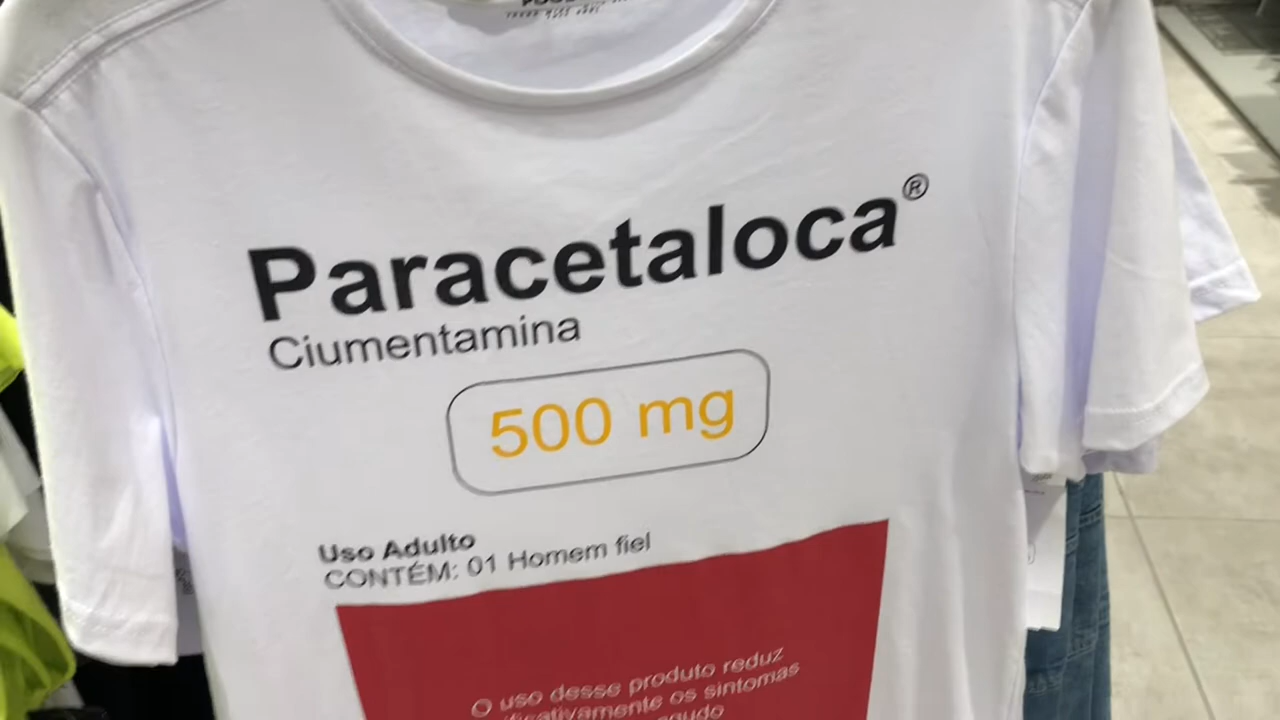 Paracetaloca®
Ciumentamina
500 mg
Uso Adulto
CONTÉM: 01 Homem fiel
O uso desse produto reduz
os sintomas